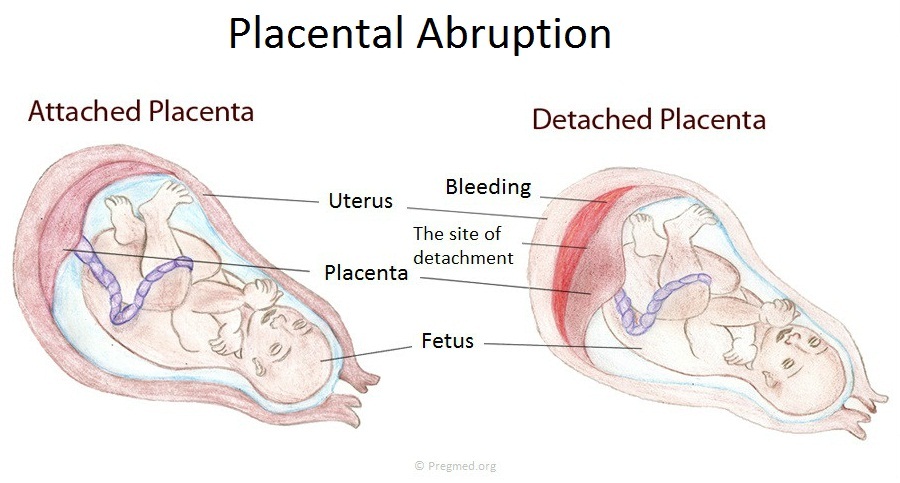 Placental Abruption
Attached Placenta
Detached Placenta
Uterus
Bleeding
The site of
detachment
Placenta
Fetus
© Pregmed.org